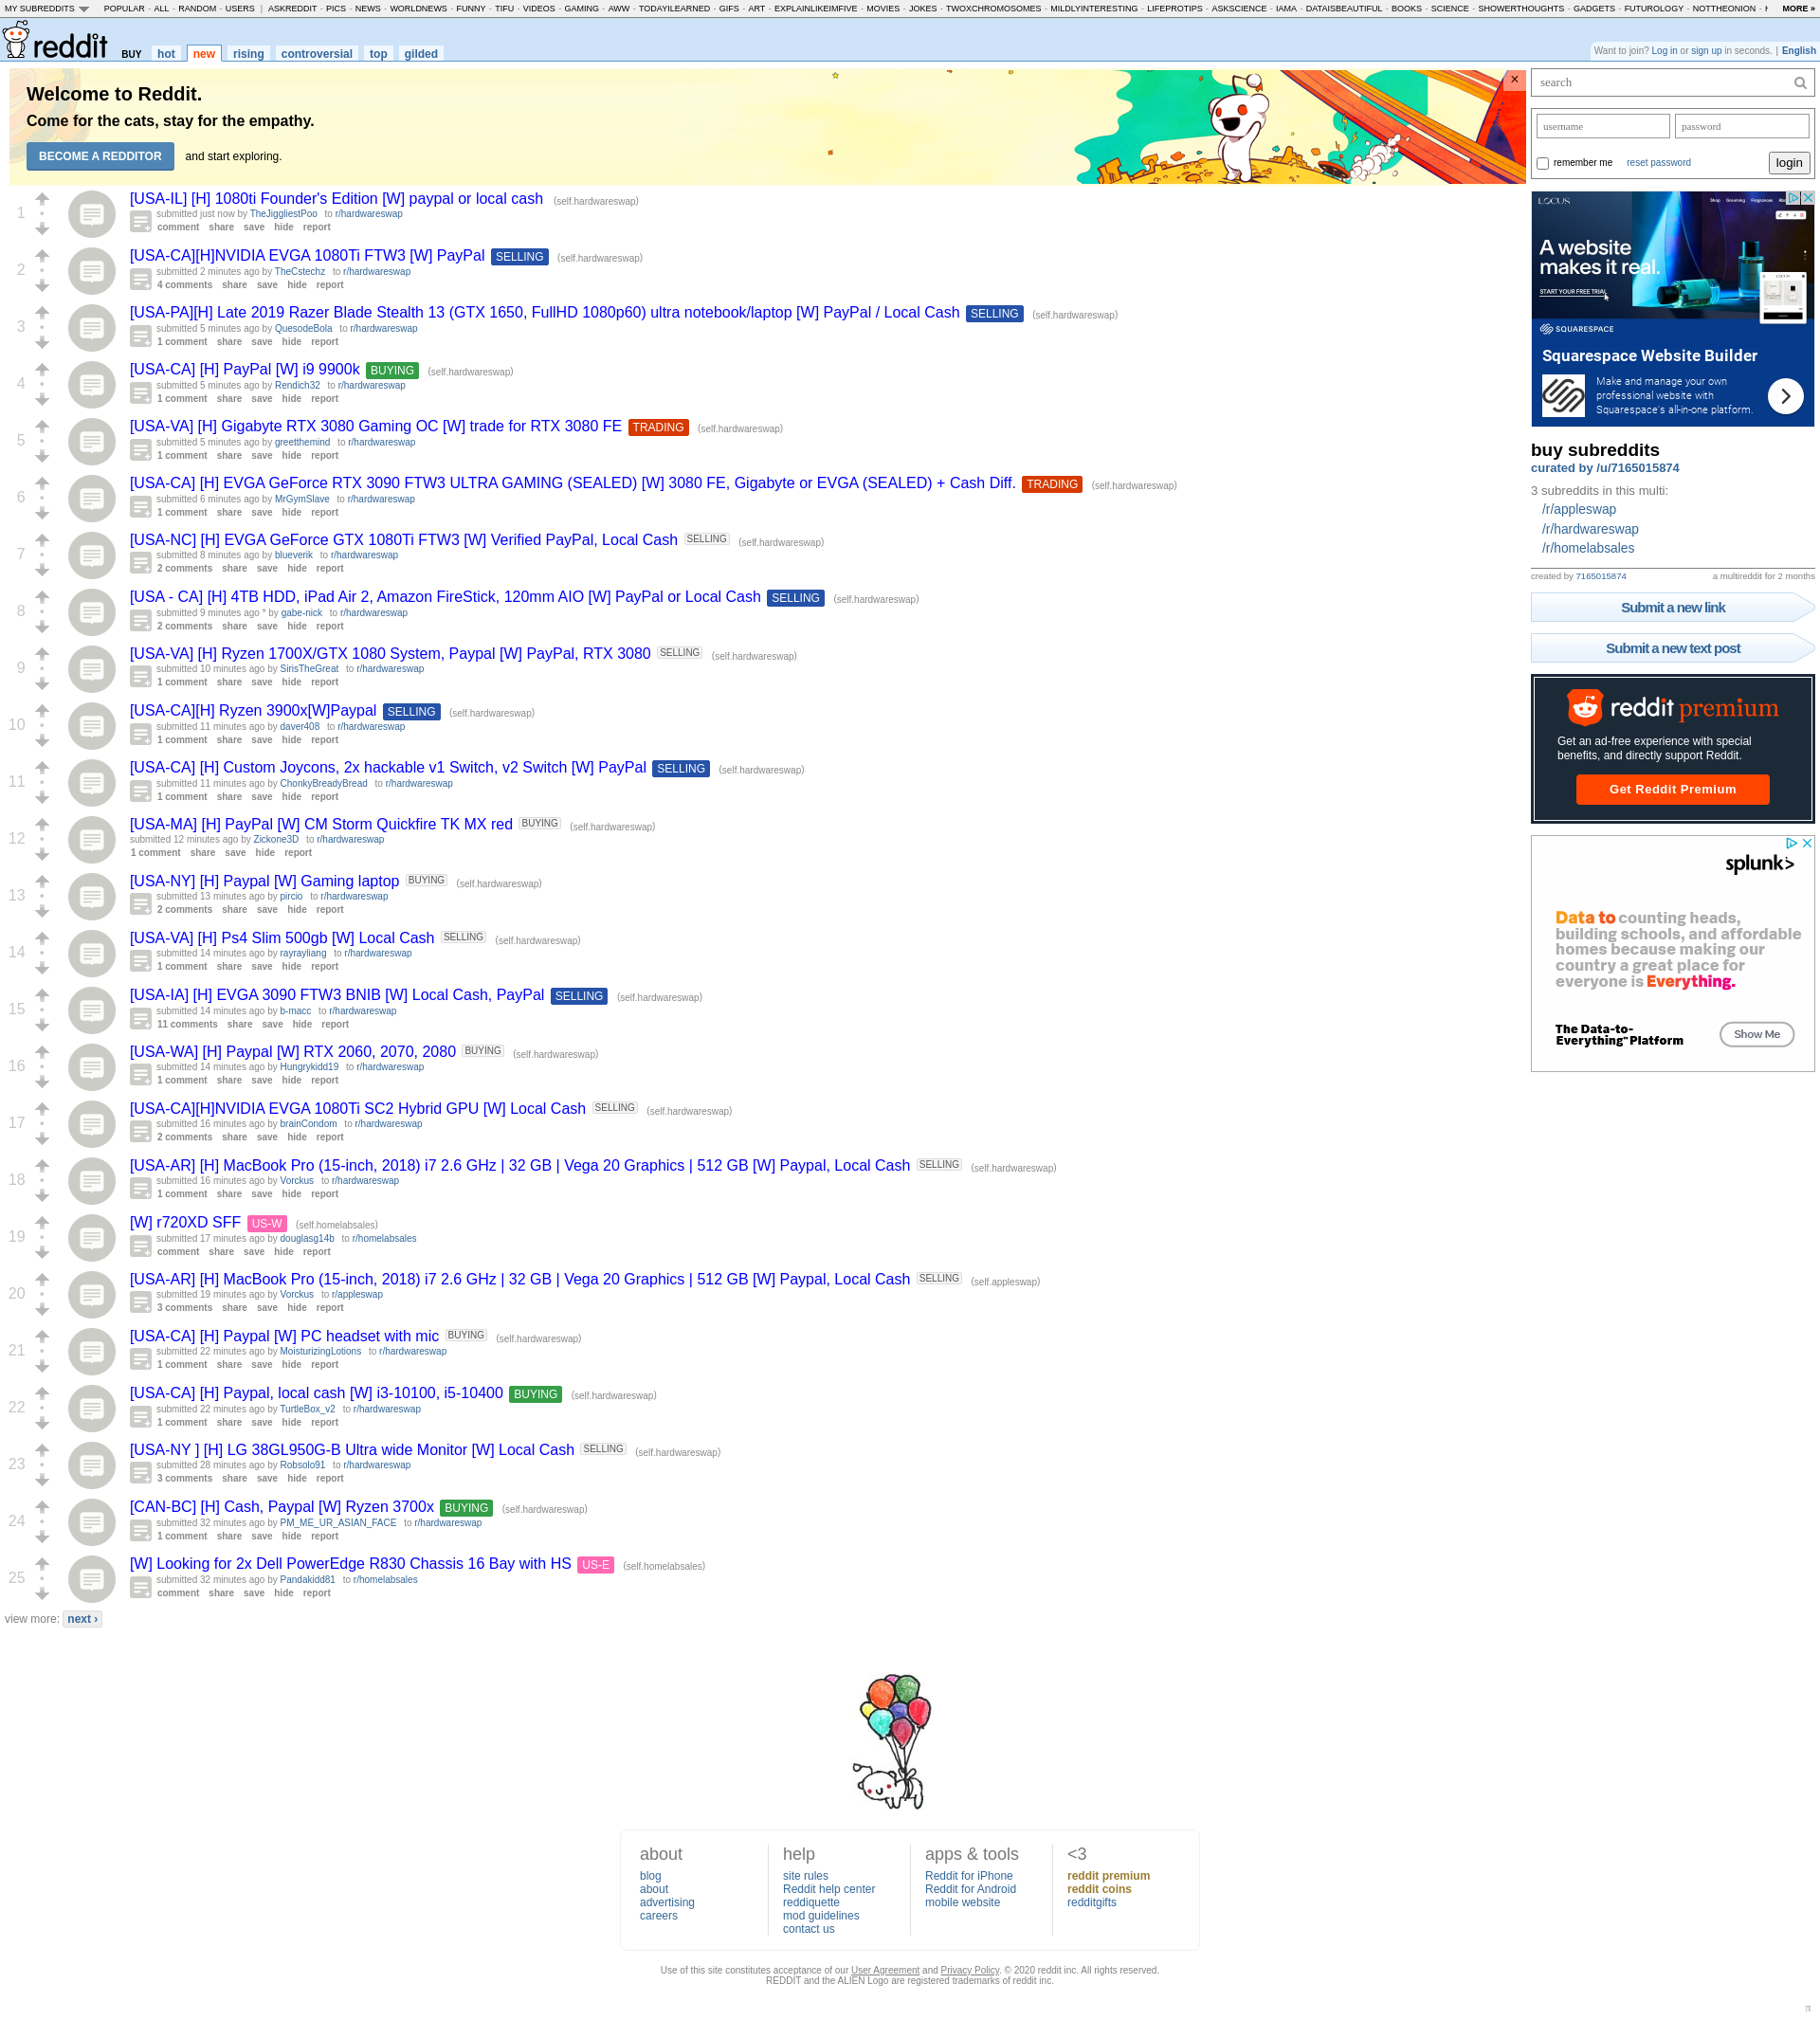 MY SUBREDDITS POPULAR - ALL - RANDOM - USERS | ASKREDDIT - PICS - NEWS - WORLDNEWS - FUNNY - TIFU - VIDEOS - GAMING - AWW - TODAYILEARNED - GIFS - ART - EXPLAINLIKEIMFIVE - MOVIES - JOKES - TWOXCHROMOSOMES - MILDLYINTERESTING - LIFEPROTIPS - ASKSCIENCE - IAMA - DATAISBEAUTIFUL - BOOKS - SCIENCE - SHOWERTHOUGHTS - GADGETS - FUTUROLOGY - NOTTHEONION - MORE »
reddit BUY hot new rising controversial top gilded
Want to join? Log in or sign up in seconds. | English
Welcome to Reddit.
Come for the cats, stay for the empathy.
BECOME A REDDITOR and start exploring.
×
1
[USA-IL] [H] 1080ti Founder's Edition [W] paypal or local cash (self.hardwareswap)
submitted just now by TheJiggliestPoo to r/hardwareswap
comment share save hide report
2
[USA-CA][H]NVIDIA EVGA 1080Ti FTW3 [W] PayPal SELLING (self.hardwareswap)
submitted 2 minutes ago by TheCstechz to r/hardwareswap
4 comments share save hide report
3
[USA-PA][H] Late 2019 Razer Blade Stealth 13 (GTX 1650, FullHD 1080p60) ultra notebook/laptop [W] PayPal / Local Cash SELLING (self.hardwareswap)
submitted 5 minutes ago by QuesodeBola to r/hardwareswap
1 comment share save hide report
4
[USA-CA] [H] PayPal [W] i9 9900k BUYING (self.hardwareswap)
submitted 5 minutes ago by Rendich32 to r/hardwareswap
1 comment share save hide report
5
[USA-VA] [H] Gigabyte RTX 3080 Gaming OC [W] trade for RTX 3080 FE TRADING (self.hardwareswap)
submitted 5 minutes ago by greetthemind to r/hardwareswap
1 comment share save hide report
6
[USA-CA] [H] EVGA GeForce RTX 3090 FTW3 ULTRA GAMING (SEALED) [W] 3080 FE, Gigabyte or EVGA (SEALED) + Cash Diff. TRADING (self.hardwareswap)
submitted 6 minutes ago by MrGymSlave to r/hardwareswap
1 comment share save hide report
7
[USA-NC] [H] EVGA GeForce GTX 1080Ti FTW3 [W] Verified PayPal, Local Cash SELLING (self.hardwareswap)
submitted 8 minutes ago by blueverik to r/hardwareswap
2 comments share save hide report
8
[USA - CA] [H] 4TB HDD, iPad Air 2, Amazon FireStick, 120mm AIO [W] PayPal or Local Cash SELLING (self.hardwareswap)
submitted 9 minutes ago * by gabe-nick to r/hardwareswap
2 comments share save hide report
9
[USA-VA] [H] Ryzen 1700X/GTX 1080 System, Paypal [W] PayPal, RTX 3080 SELLING (self.hardwareswap)
submitted 10 minutes ago by SirisTheGreat to r/hardwareswap
1 comment share save hide report
10
[USA-CA][H] Ryzen 3900x[W]Paypal SELLING (self.hardwareswap)
submitted 11 minutes ago by daver408 to r/hardwareswap
1 comment share save hide report
11
[USA-CA] [H] Custom Joycons, 2x hackable v1 Switch, v2 Switch [W] PayPal SELLING (self.hardwareswap)
submitted 11 minutes ago by ChonkyBreadyBread to r/hardwareswap
1 comment share save hide report
12
[USA-MA] [H] PayPal [W] CM Storm Quickfire TK MX red BUYING (self.hardwareswap)
submitted 12 minutes ago by Zickone3D to r/hardwareswap
1 comment share save hide report
13
[USA-NY] [H] Paypal [W] Gaming laptop BUYING (self.hardwareswap)
submitted 13 minutes ago by pircio to r/hardwareswap
2 comments share save hide report
14
[USA-VA] [H] Ps4 Slim 500gb [W] Local Cash SELLING (self.hardwareswap)
submitted 14 minutes ago by rayrayliang to r/hardwareswap
1 comment share save hide report
15
[USA-IA] [H] EVGA 3090 FTW3 BNIB [W] Local Cash, PayPal SELLING (self.hardwareswap)
submitted 14 minutes ago by b-macc to r/hardwareswap
11 comments share save hide report
16
[USA-WA] [H] Paypal [W] RTX 2060, 2070, 2080 BUYING (self.hardwareswap)
submitted 14 minutes ago by Hungrykidd19 to r/hardwareswap
1 comment share save hide report
17
[USA-CA][H]NVIDIA EVGA 1080Ti SC2 Hybrid GPU [W] Local Cash SELLING (self.hardwareswap)
submitted 16 minutes ago by brainCondom to r/hardwareswap
2 comments share save hide report
18
[USA-AR] [H] MacBook Pro (15-inch, 2018) i7 2.6 GHz | 32 GB | Vega 20 Graphics | 512 GB [W] Paypal, Local Cash SELLING (self.hardwareswap)
submitted 16 minutes ago by Vorckus to r/hardwareswap
1 comment share save hide report
19
[W] r720XD SFF US-W (self.homelabsales)
submitted 17 minutes ago by douglasg14b to r/homelabsales
comment share save hide report
20
[USA-AR] [H] MacBook Pro (15-inch, 2018) i7 2.6 GHz | 32 GB | Vega 20 Graphics | 512 GB [W] Paypal, Local Cash SELLING (self.appleswap)
submitted 19 minutes ago by Vorckus to r/appleswap
3 comments share save hide report
21
[USA-CA] [H] Paypal [W] PC headset with mic BUYING (self.hardwareswap)
submitted 22 minutes ago by MoisturizingLotions to r/hardwareswap
1 comment share save hide report
22
[USA-CA] [H] Paypal, local cash [W] i3-10100, i5-10400 BUYING (self.hardwareswap)
submitted 22 minutes ago by TurtleBox_v2 to r/hardwareswap
1 comment share save hide report
23
[USA-NY ] [H] LG 38GL950G-B Ultra wide Monitor [W] Local Cash SELLING (self.hardwareswap)
submitted 28 minutes ago by Robsolo91 to r/hardwareswap
3 comments share save hide report
24
[CAN-BC] [H] Cash, Paypal [W] Ryzen 3700x BUYING (self.hardwareswap)
submitted 32 minutes ago by PM_ME_UR_ASIAN_FACE to r/hardwareswap
1 comment share save hide report
25
[W] Looking for 2x Dell PowerEdge R830 Chassis 16 Bay with HS US-E (self.homelabsales)
submitted 32 minutes ago by Pandakidd81 to r/homelabsales
comment share save hide report
view more: next ›
search
username password
remember me reset password login
LOCUS
A website
makes it real.
START YOUR FREE TRIAL
SQUARESPACE
Squarespace Website Builder
Make and manage your own
professional website with
Squarespace's all-in-one platform.
buy subreddits
curated by /u/7165015874
3 subreddits in this multi:
/r/appleswap
/r/hardwareswap
/r/homelabsales
created by 7165015874 a multireddit for 2 months
Submit a new link
Submit a new text post
reddit premium
Get an ad-free experience with special
benefits, and directly support Reddit.
Get Reddit Premium
splunk>
Data to counting heads,
building schools, and affordable
homes because making our
country a great place for
everyone is Everything.
The Data-to-
Everything™ Platform
Show Me
about
blog
about
advertising
careers
help
site rules
Reddit help center
reddiquette
mod guidelines
contact us
apps & tools
Reddit for iPhone
Reddit for Android
mobile website
<3
reddit premium
reddit coins
redditgifts
Use of this site constitutes acceptance of our User Agreement and Privacy Policy. © 2020 reddit inc. All rights reserved.
REDDIT and the ALIEN Logo are registered trademarks of reddit inc.
π